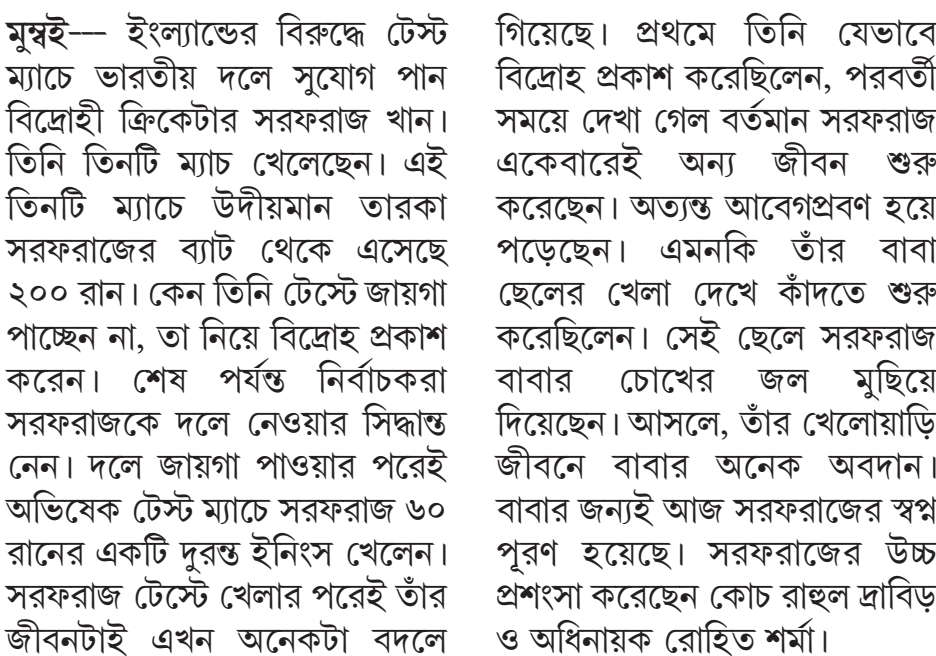 মুম্বই— ইংল্যান্ডের বিরুদ্ধে টেস্ট
ম্যাচে ভারতীয় দলে সুযোগ পান
বিদ্রোহী ক্রিকেটার সরফরাজ খান।
তিনি তিনটি ম্যাচ খেলেছেন। এই
তিনটি ম্যাচে উদীয়মান তারকা
সরফরাজের ব্যাট থেকে এসেছে
২০০ রান। কেন তিনি টেস্টে জায়গা
পাচ্ছেন না, তা নিয়ে বিদ্রোহ প্রকাশ
করেন। শেষ পর্যন্ত নির্বাচকরা
সরফরাজকে দলে নেওয়ার সিদ্ধান্ত
নেন। দলে জায়গা পাওয়ার পরেই
অভিষেক টেস্ট ম্যাচে সরফরাজ ৬০
রানের একটি দুরন্ত ইনিংস খেলেন।
সরফরাজ টেস্টে খেলার পরেই তাঁর
জীবনটাই এখন অনেকটা বদলে
গিয়েছে। প্রথমে তিনি যেভাবে
বিদ্রোহ প্রকাশ করেছিলেন, পরবর্তী
সময়ে দেখা গেল বর্তমান সরফরাজ
একেবারেই অন্য জীবন শুরু
করেছেন। অত্যন্ত আবেগপ্রবণ হয়ে
পড়েছেন। এমনকি তাঁর বাবা
ছেলের খেলা দেখে কাঁদতে শুরু
করেছিলেন। সেই ছেলে সরফরাজ
বাবার চোখের জল মুছিয়ে
দিয়েছেন। আসলে, তাঁর খেলোয়াড়ি
জীবনে বাবার অনেক অবদান।
বাবার জন্যই আজ সরফরাজের স্বপ্ন
পূরণ হয়েছে। সরফরাজের উচ্চ
প্রশংসা করেছেন কোচ রাহুল দ্রাবিড়
ও অধিনায়ক রোহিত শর্মা।